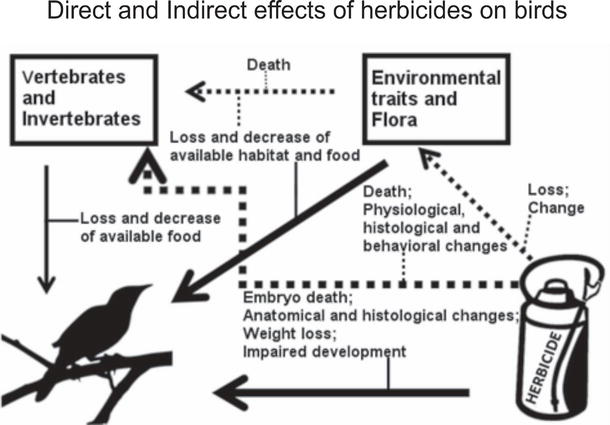 Direct and Indirect effects of herbicides on birds
Vertebrates
and
Invertebrates
Death
Environmental
traits and
Flora
Loss and decrease of
available habitat and food
Death;
Physiological,
histological and
behavioral changes
Loss;
Change
Loss and decrease
of available food
Embryo death;
Anatomical and histological changes;
Weight loss;
Impaired development
HERBICIDE